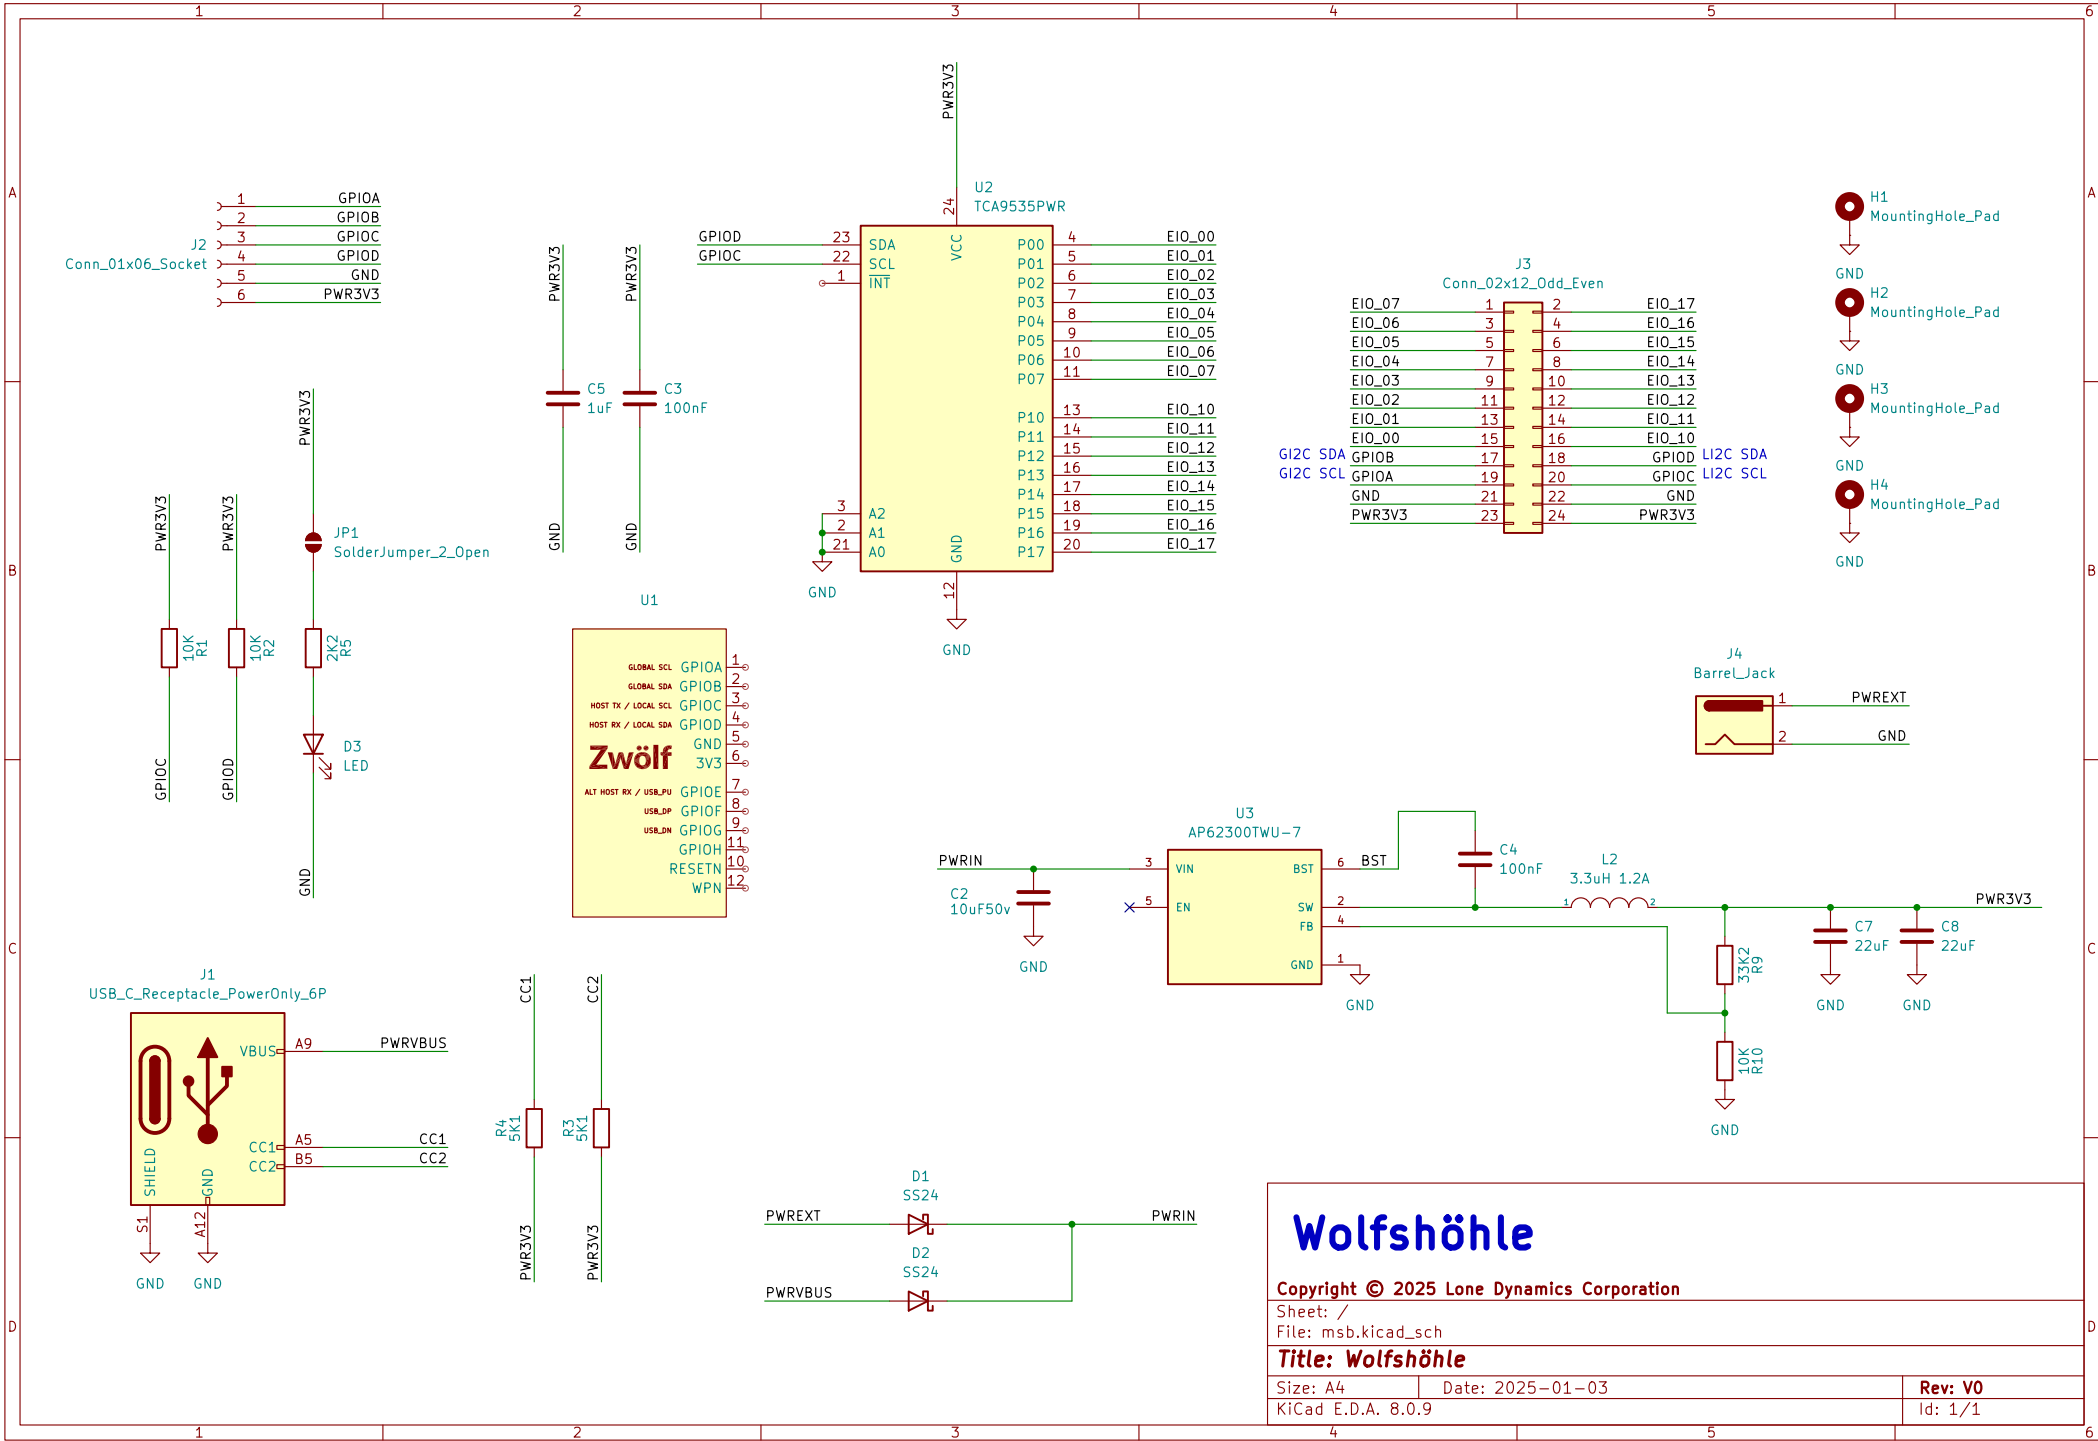 1 2 3 4 5 6
A
B
C
D
J2
Conn_01x06_Socket
1 GPIOA
2 GPIOB
3 GPIOC
4 GPIOD
5 GND
6 PWR3V3
PWR3V3
JP1
SolderJumper_2_Open
2K2
R5
D3
LED
GND
PWR3V3
10K
R1
GPIOC
PWR3V3
10K
R2
GPIOD
PWR3V3
C5
1uF
GND
PWR3V3
C3
100nF
GND
PWR3V3
U2
TCA9535PWR
24
VCC
GPIOD 23 SDA
GPIOC 22 SCL
1 INT
3 A2
2 A1
21 A0
GND
GND
12
GND
P00 4 EIO_00
P01 5 EIO_01
P02 6 EIO_02
P03 7 EIO_03
P04 8 EIO_04
P05 9 EIO_05
P06 10 EIO_06
P07 11 EIO_07
P10 13 EIO_10
P11 14 EIO_11
P12 15 EIO_12
P13 16 EIO_13
P14 17 EIO_14
P15 18 EIO_15
P16 19 EIO_16
P17 20 EIO_17
J3
Conn_02x12_Odd_Even
EIO_07 1 2 EIO_17
EIO_06 3 4 EIO_16
EIO_05 5 6 EIO_15
EIO_04 7 8 EIO_14
EIO_03 9 10 EIO_13
EIO_02 11 12 EIO_12
EIO_01 13 14 EIO_11
EIO_00 15 16 EIO_10
GI2C SDA GPIOB 17 18 GPIOD LI2C SDA
GI2C SCL GPIOA 19 20 GPIOC LI2C SCL
GND 21 22 GND
PWR3V3 23 24 PWR3V3
H1
MountingHole_Pad
GND
H2
MountingHole_Pad
GND
H3
MountingHole_Pad
GND
H4
MountingHole_Pad
GND
U1
GLOBAL SCL GPIOA 1
GLOBAL SDA GPIOB 2
HOST TX / LOCAL SCL GPIOC 3
HOST RX / LOCAL SDA GPIOD 4
GND 5
Zwölf
3V3 6
ALT HOST RX / USB_PU GPIOE 7
USB_DP GPIOF 8
USB_DN GPIOG 9
GPIOH 11
RESETN 10
WPN 12
J4
Barrel_Jack
1 PWREXT
2 GND
U3
AP62300TWU-7
PWRIN
3 VIN
5 EN
BST 6 BST
SW 2
FB 4
GND 1
GND
C2
10uF50v
GND
C4
100nF
L2
3.3uH 1.2A
1 2
PWR3V3
33K2
R9
10K
R10
GND
C7
22uF
GND
C8
22uF
GND
J1
USB_C_Receptacle_PowerOnly_6P
VBUS A9 PWRVBUS
CC1 A5 CC1
CC2 B5 CC2
SHIELD
GND
S1
A12
GND
GND
CC1
R4
5K1
PWR3V3
CC2
R3
5K1
PWR3V3
D1
SS24
PWREXT
PWRIN
D2
SS24
PWRVBUS
Wolfshöhle
Copyright © 2025 Lone Dynamics Corporation
Sheet: /
File: msb.kicad_sch
Title: Wolfshöhle
Size: A4 Date: 2025-01-03 Rev: V0
KiCad E.D.A. 8.0.9 Id: 1/1
A
B
C
D
1 2 3 4 5 6